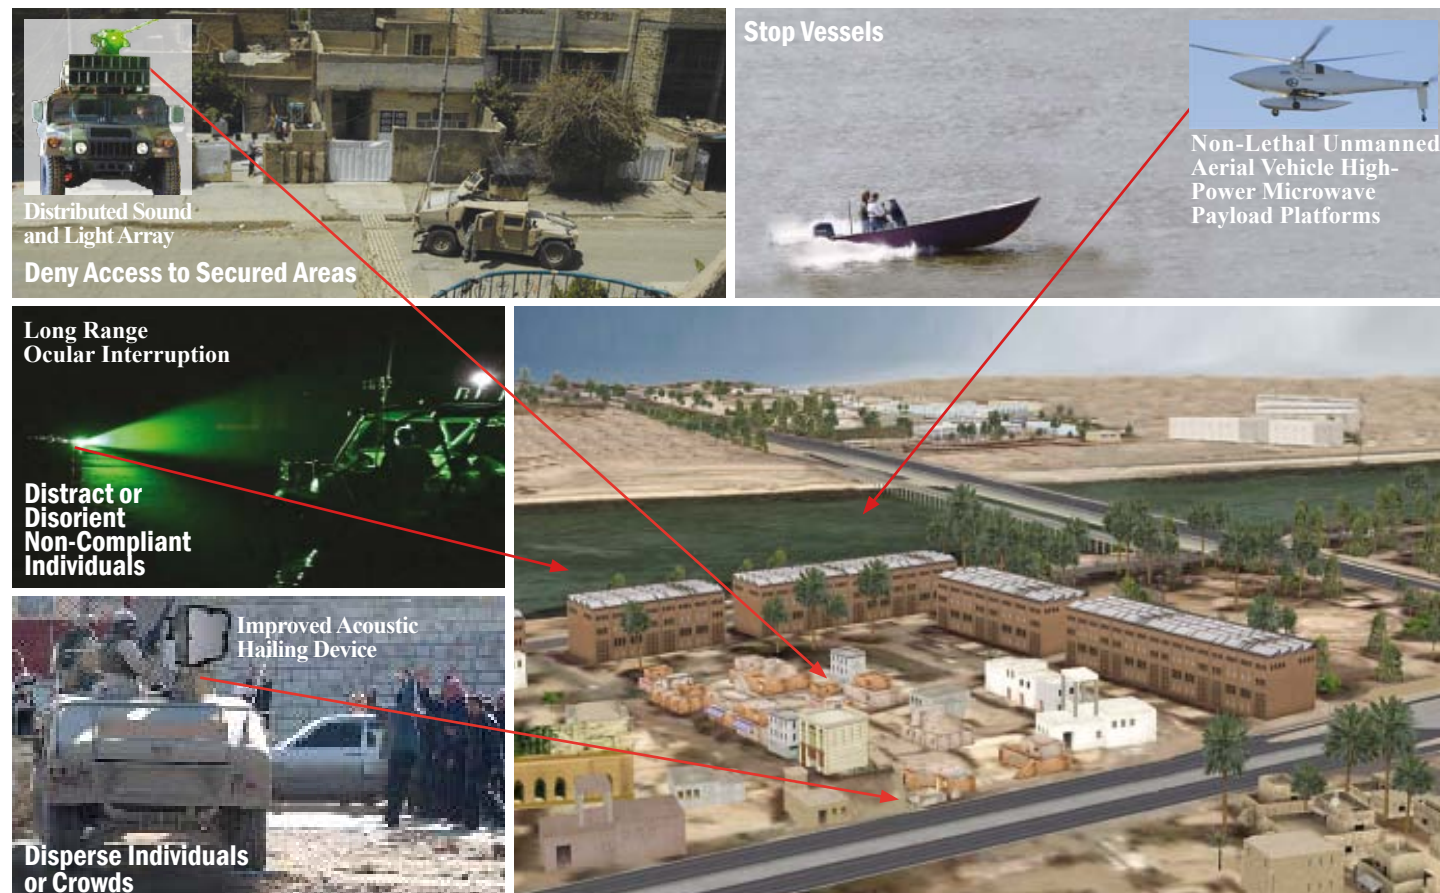 Distributed Sound
and Light Array
Deny Access to Secured Areas
Stop Vessels
Non-Lethal Unmanned
Aerial Vehicle High-
Power Microwave
Payload Platforms
Long Range
Ocular Interruption
Distract or
Disorient
Non-Compliant
Individuals
Improved Acoustic
Hailing Device
Disperse Individuals
or Crowds